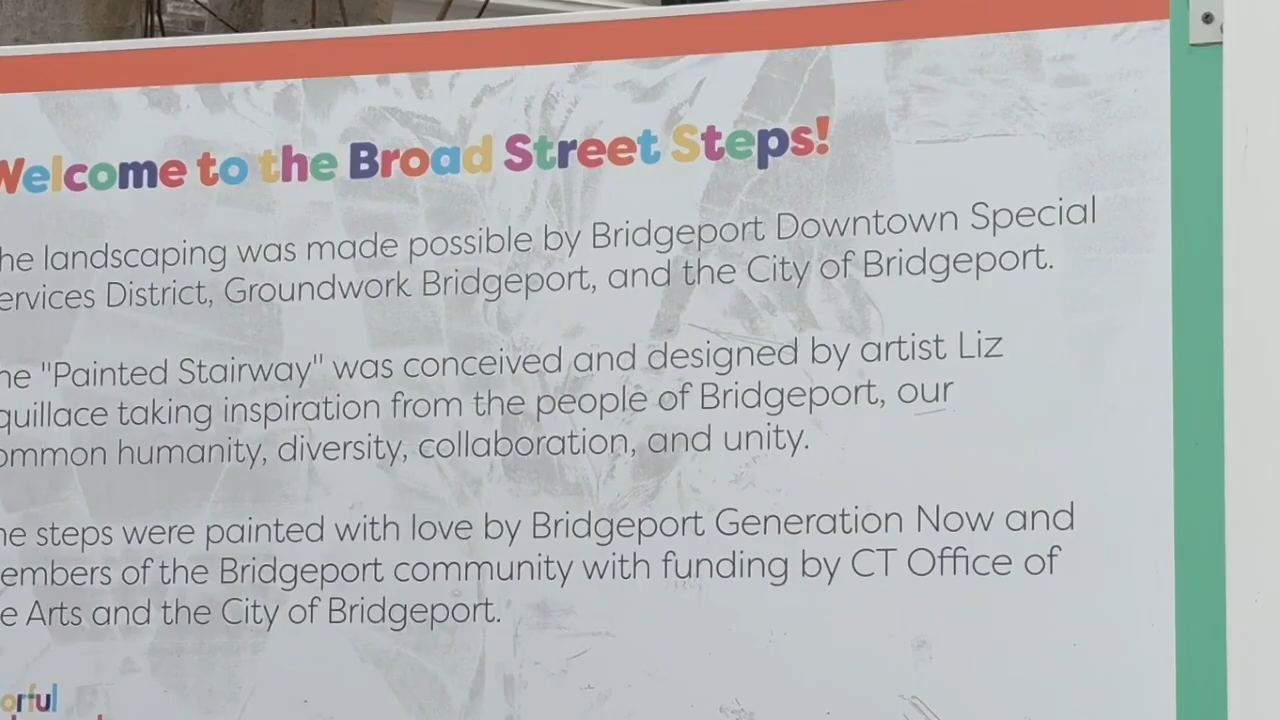 Welcome to the Broad Street Steps!
he landscaping was made possible by Bridgeport Downtown Special
ervices District, Groundwork Bridgeport, and the City of Bridgeport.
he "Painted Stairway" was conceived and designed by artist Liz
quillace taking inspiration from the people of Bridgeport, our
ommon humanity, diversity, collaboration, and unity.
he steps were painted with love by Bridgeport Generation Now and
embers of the Bridgeport community with funding by CT Office of
e Arts and the City of Bridgeport.
orful